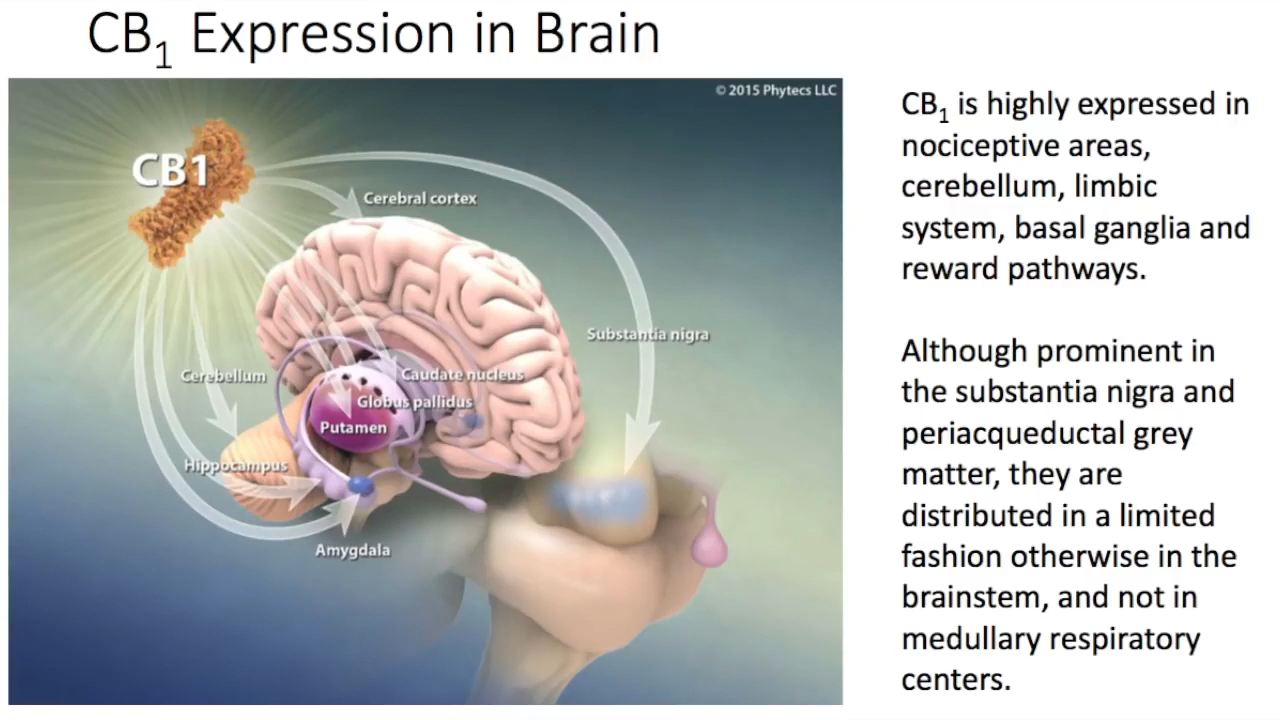 CB₁ Expression in Brain
© 2015 Phytecs LLC
CB1
Cerebral cortex
Substantia nigra
Cerebellum
Caudate nucleus
Globus pallidus
Putamen
Hippocampus
Amygdala
CB₁ is highly expressed in
nociceptive areas,
cerebellum, limbic
system, basal ganglia and
reward pathways.
Although prominent in
the substantia nigra and
periacqueductal grey
matter, they are
distributed in a limited
fashion otherwise in the
brainstem, and not in
medullary respiratory
centers.